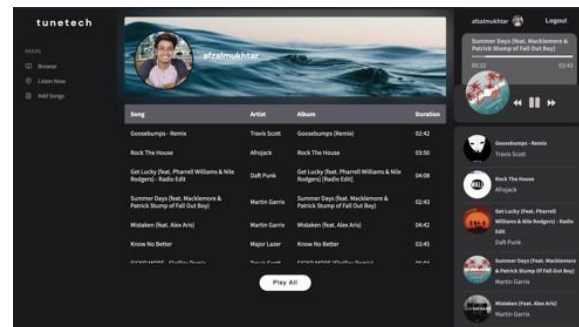 tunetech
MUSIC
Browse
Listen Now
Add Songs
afzalmukhtar
Song Artist Album Duration
Goosebumps - Remix Travis Scott Goosebumps (Remix) 02:42
Rock The House Afrojack Rock The House 03:50
Get Lucky (feat. Pharrell Williams & Nile
Rodgers) - Radio Edit
Daft Punk
Get Lucky (feat. Pharrell Williams & Nile
Rodgers) [Radio Edit]
04:08
Summer Days (feat. Macklemore &
Patrick Stump of Fall Out Boy)
Martin Garrix
Summer Days (feat. Macklemore &
Patrick Stump of Fall Out Boy)
02:43
Mistaken (feat. Alex Aris) Martin Garrix Mistaken (feat. Alex Aris) 04:42
Know No Better Major Lazer Know No Better 03:45
Play All
afzalmukhtar Logout
Summer Days (feat. Macklemore &
Patrick Stump of Fall Out Boy)
00:12 02:43
Goosebumps - Remix
Travis Scott
Rock The House
Afrojack
Get Lucky (feat. Pharrell
Williams & Nile Rodgers) - Radio
Edit
Daft Punk
Summer Days (feat. Macklemore
& Patrick Stump Of Fall Out Boy)
Martin Garrix
Mistaken (feat. Alex Aris)
Martin Garrix